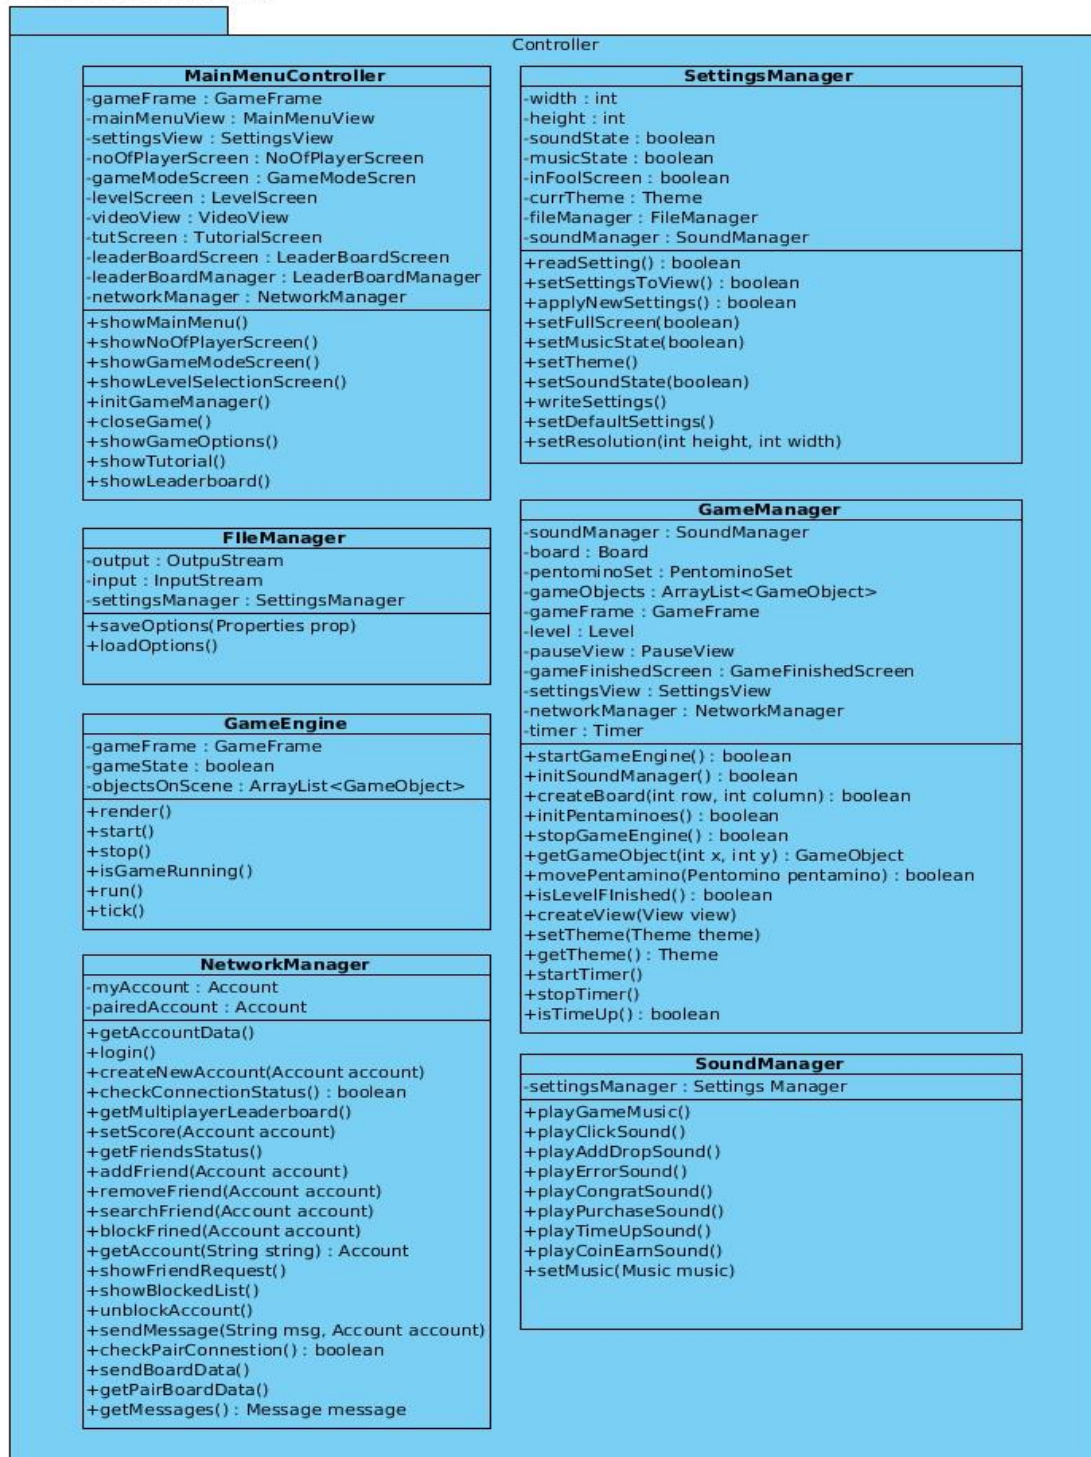 Controller
MainMenuController
-gameFrame : GameFrame
-mainMenuView : MainMenuView
-settingsView : SettingsView
-noOfPlayerScreen : NoOfPlayerScreen
-gameModeScreen : GameModeScren
-levelScreen : LevelScreen
-videoView : VideoView
-tutScreen : TutorialScreen
-leaderBoardScreen : LeaderBoardScreen
-leaderBoardManager : LeaderBoardManager
-networkManager : NetworkManager
+showMainMenu()
+showNoOfPlayerScreen()
+showGameModeScreen()
+showLevelSelectionScreen()
+initGameManager()
+closeGame()
+showGameOptions()
+showTutorial()
+showLeaderboard()
FIleManager
-output : OutpuStream
-input : InputStream
-settingsManager : SettingsManager
+saveOptions(Properties prop)
+loadOptions()
GameEngine
-gameFrame : GameFrame
-gameState : boolean
-objectsOnScene : ArrayList<GameObject>
+render()
+start()
+stop()
+isGameRunning()
+run()
+tick()
NetworkManager
-myAccount : Account
-pairedAccount : Account
+getAccountData()
+login()
+createNewAccount(Account account)
+checkConnectionStatus() : boolean
+getMultiplayerLeaderboard()
+setScore(Account account)
+getFriendsStatus()
+addFriend(Account account)
+removeFriend(Account account)
+searchFriend(Account account)
+blockFrined(Account account)
+getAccount(String string) : Account
+showFriendRequest()
+showBlockedList()
+unblockAccount()
+sendMessage(String msg, Account account)
+checkPairConnestion() : boolean
+sendBoardData()
+getPairBoardData()
+getMessages() : Message message
SettingsManager
-width : int
-height : int
-soundState : boolean
-musicState : boolean
-inFoolScreen : boolean
-currTheme : Theme
-fileManager : FileManager
-soundManager : SoundManager
+readSetting() : boolean
+setSettingsToView() : boolean
+applyNewSettings() : boolean
+setFullScreen(boolean)
+setMusicState(boolean)
+setTheme()
+setSoundState(boolean)
+writeSettings()
+setDefaultSettings()
+setResolution(int height, int width)
GameManager
-soundManager : SoundManager
-board : Board
-pentominoSet : PentominoSet
-gameObjects : ArrayList<GameObject>
-gameFrame : GameFrame
-level : Level
-pauseView : PauseView
-gameFinishedScreen : GameFinishedScreen
-settingsView : SettingsView
-networkManager : NetworkManager
-timer : Timer
+startGameEngine() : boolean
+initSoundManager() : boolean
+createBoard(int row, int column) : boolean
+initPentaminoes() : boolean
+stopGameEngine() : boolean
+getGameObject(int x, int y) : GameObject
+movePentamino(Pentomino pentamino) : boolean
+isLevelFInished() : boolean
+createView(View view)
+setTheme(Theme theme)
+getTheme() : Theme
+startTimer()
+stopTimer()
+isTimeUp() : boolean
SoundManager
-settingsManager : Settings Manager
+playGameMusic()
+playClickSound()
+playAddDropSound()
+playErrorSound()
+playCongratSound()
+playPurchaseSound()
+playTimeUpSound()
+playCoinEarnSound()
+setMusic(Music music)